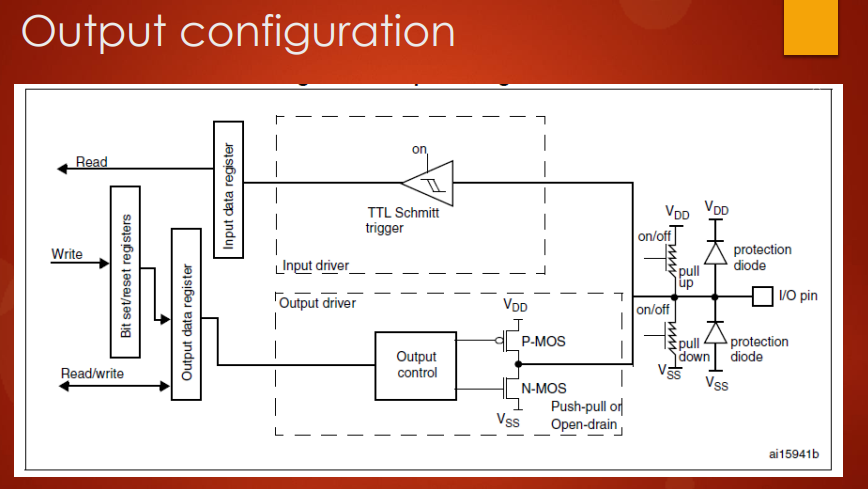 Output configuration
Read
on
Input data register
TTL Schmitt
trigger
Input driver
Write
Bit set/reset registers
Output data register
Read/write
Output driver
Output
control
VDD
P-MOS
N-MOS
VSS
Push-pull or
Open-drain
VDD
VDD
on/off
pull
up
protection
diode
I/O pin
on/off
pull
down
protection
diode
VSS
VSS
ai15941b